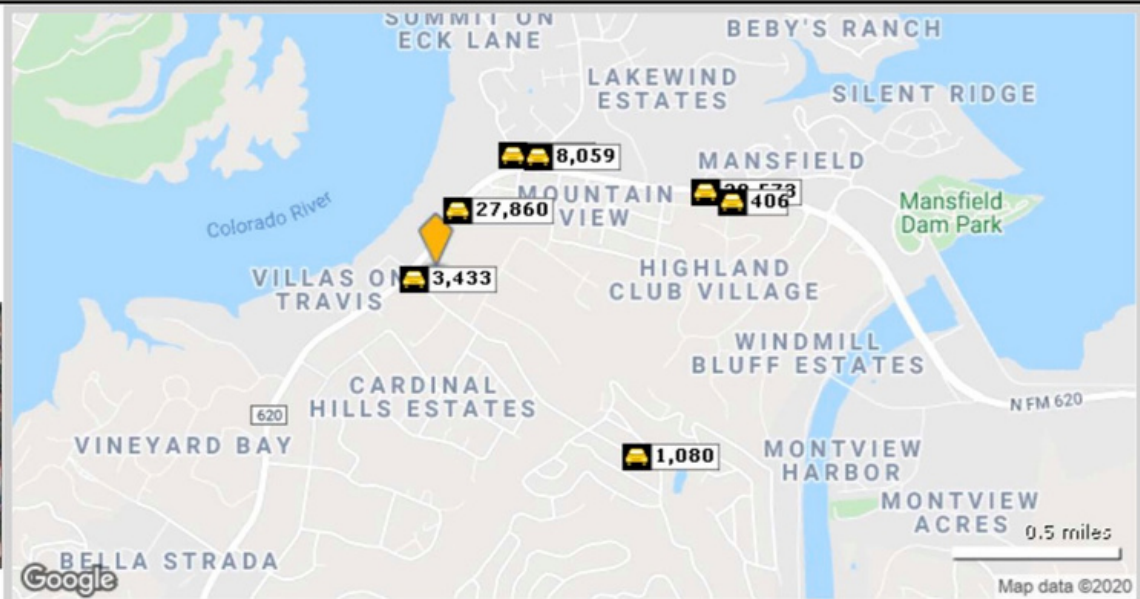 SUMMIT ON
ECK LANE
BEBY'S RANCH
LAKEWIND
ESTATES
SILENT RIDGE
8,059
MANSFIELD
MOUNTAIN
VIEW
406
Mansfield
Dam Park
Colorado River
27,860
VILLAS ON
TRAVIS
3,433
HIGHLAND
CLUB VILLAGE
WINDMILL
BLUFF ESTATES
CARDINAL
HILLS ESTATES
620
N FM 620
VINEYARD BAY
1,080
MONTVIEW
HARBOR
MONTVIEW
ACRES
0.5 miles
BELLA STRADA
Google
Map data ©2020